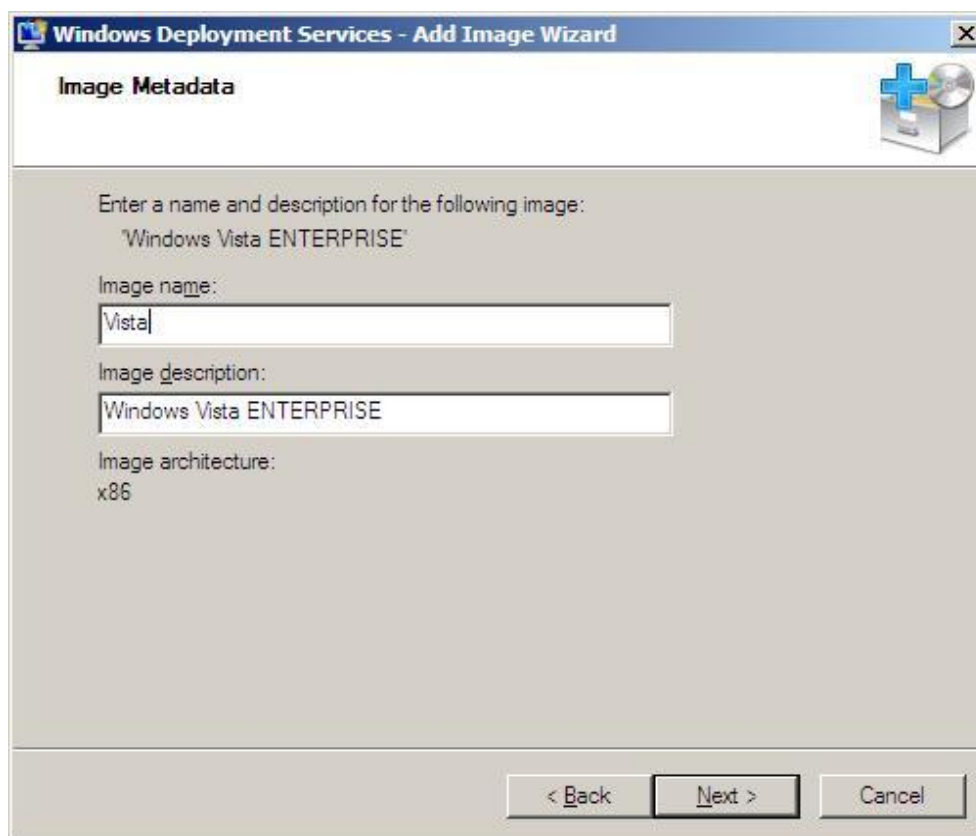 Windows Deployment Services - Add Image Wizard
Image Metadata
Enter a name and description for the following image:
"Windows Vista ENTERPRISE"
Image name:
Vista
Image description:
Windows Vista ENTERPRISE
Image architecture:
x86
< Back Next > Cancel